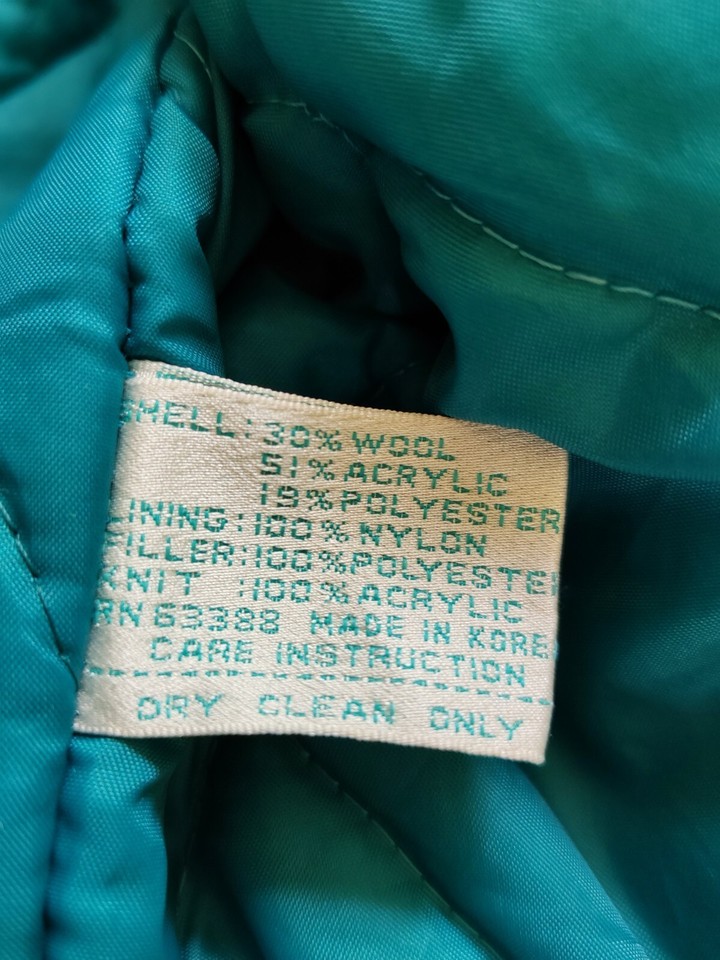 SHELL: 30% WOOL
51% ACRYLIC
19% POLYESTER
LINING: 100% NYLON
FILLER: 100% POLYESTER
KNIT : 100% ACRYLIC
RN 63388 MADE IN KOREA
CARE INSTRUCTION
DRY CLEAN ONLY